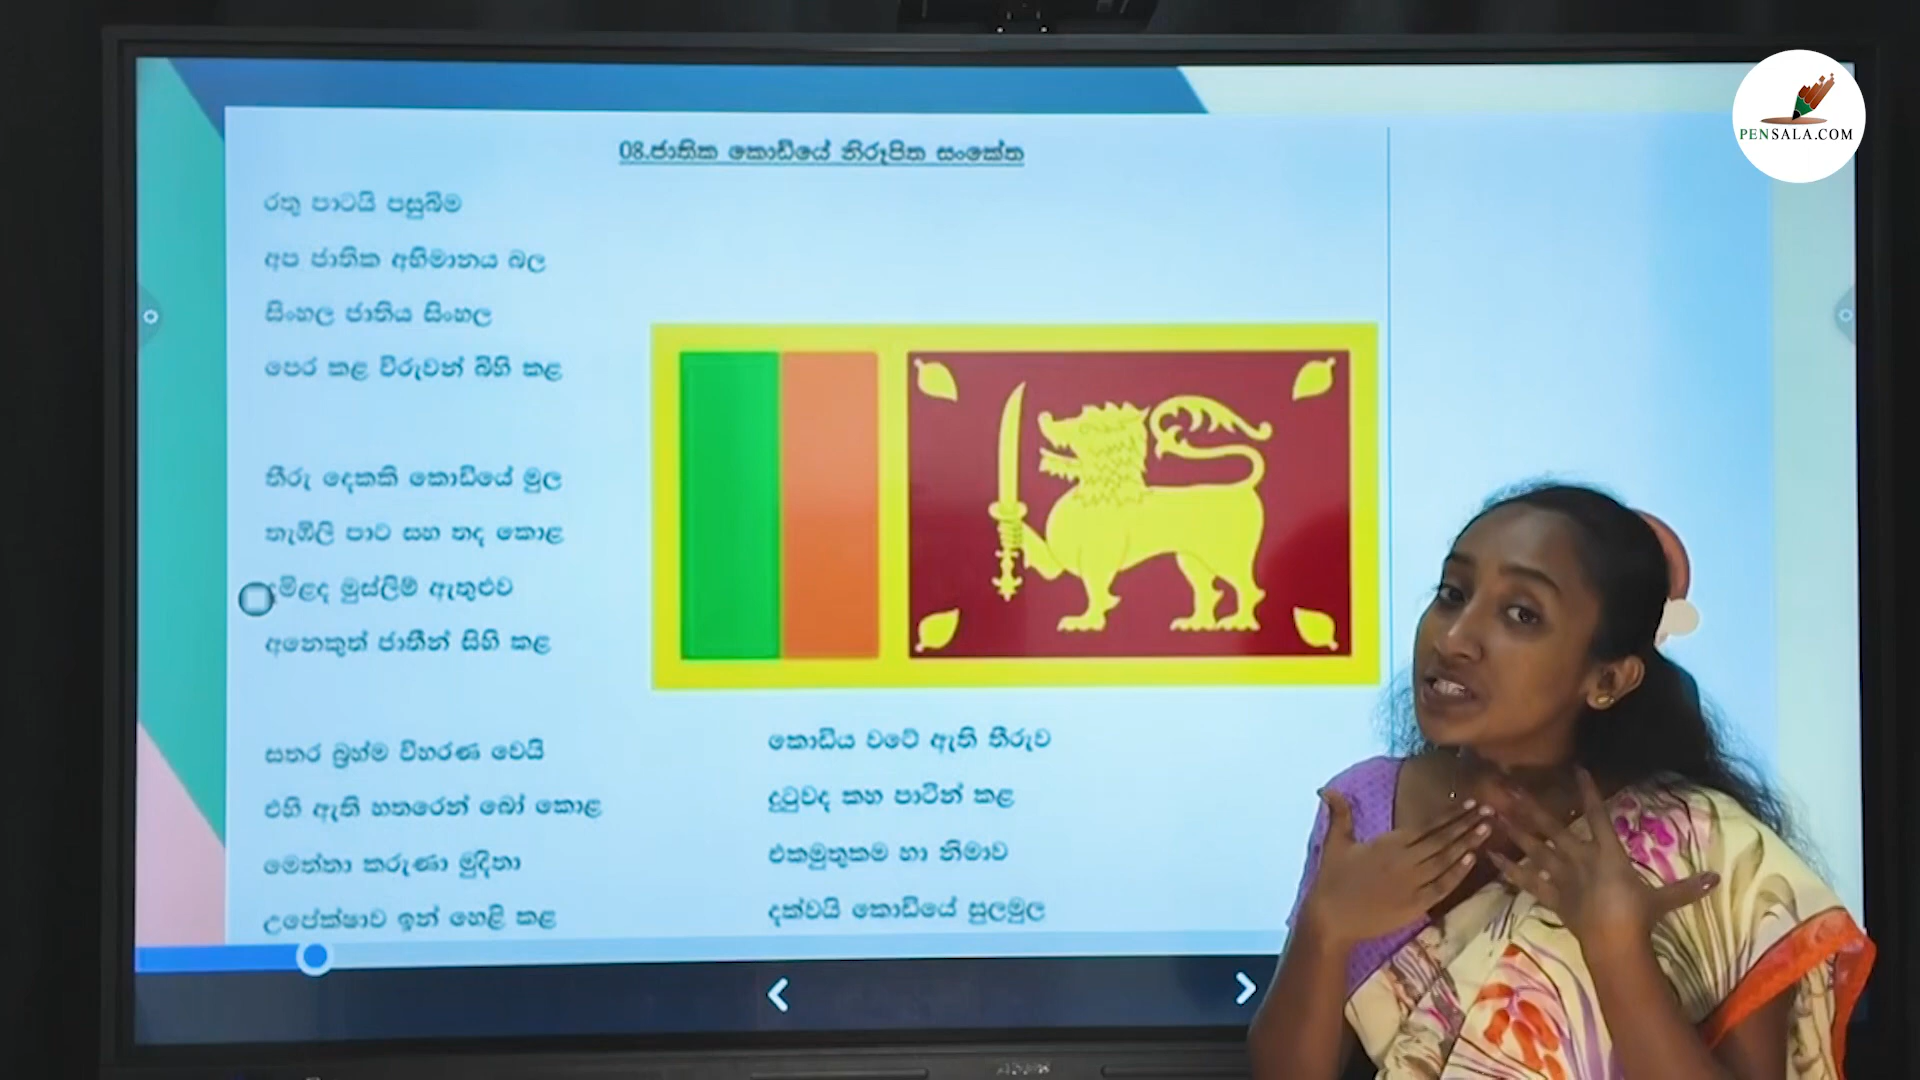 08.ජාතික කොඩියේ නිරූපිත සංකේත
රතු පාටයි පසුබිම
අප ජාතික අභිමානය බල
සිංහල ජාතිය සිංහල
පෙර කළ වීරුවන් බිහි කළ
තීරු දෙකකි කොඩියේ මුල
තැඹිලි පාට සහ තද කොළ
දමිළද මුස්ලිම් ඇතුළුව
අනෙකුත් ජාතීන් සිහි කළ
සතර බ්‍රහ්ම විහරණ වෙයි
එහි ඇති හතරෙන් බෝ කොළ
මෙත්තා කරුණා මුදිතා
උපේක්ෂාව ඉන් හෙළි කළ
කොඩිය වටේ ඇති තීරුව
දුටුවද කහ පාටින් කළ
එකමුතුකම හා නිමාව
දක්වයි කොඩියේ සුලමුල
PENSALA.COM